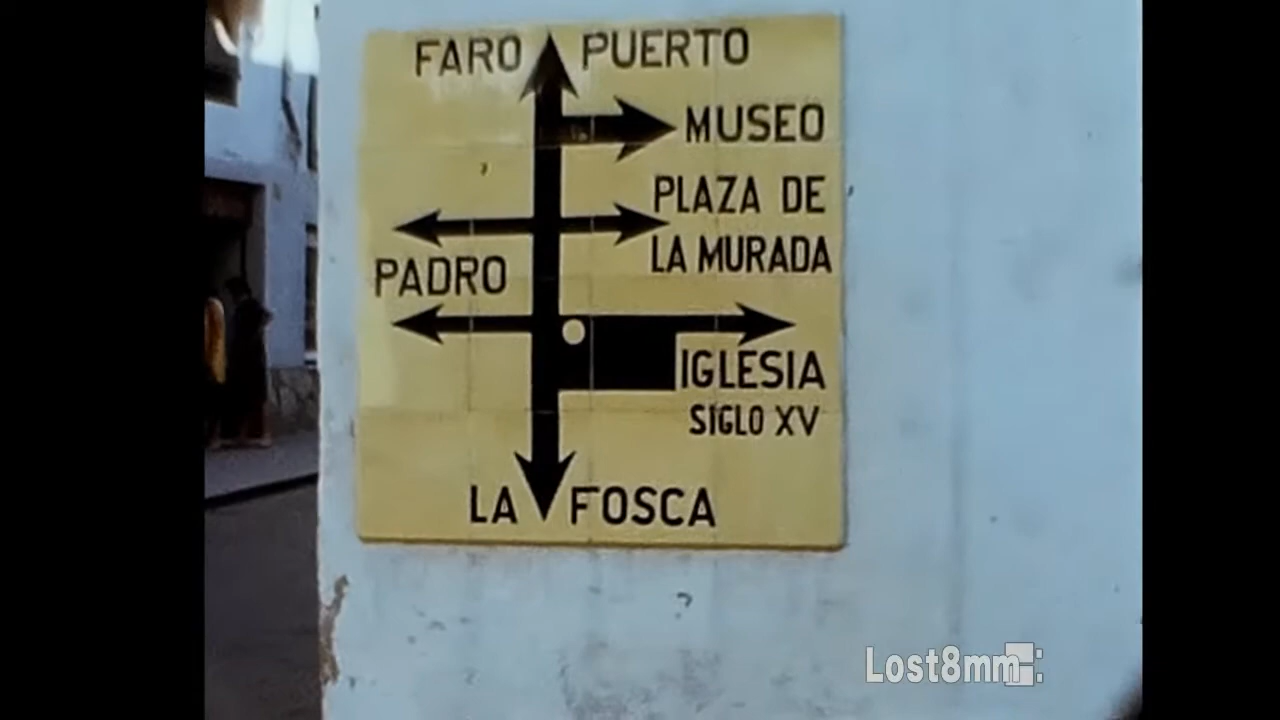 FARO PUERTO
MUSEO
PLAZA DE
LA MURADA
PADRO
IGLESIA
SIGLO XV
LA FOSCA
Lost8mm